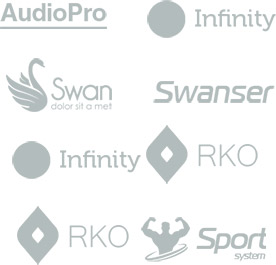 AudioPro
Infinity
Swan
dolor sit a met
Swanser
Infinity
RKO
RKO
Sport
system